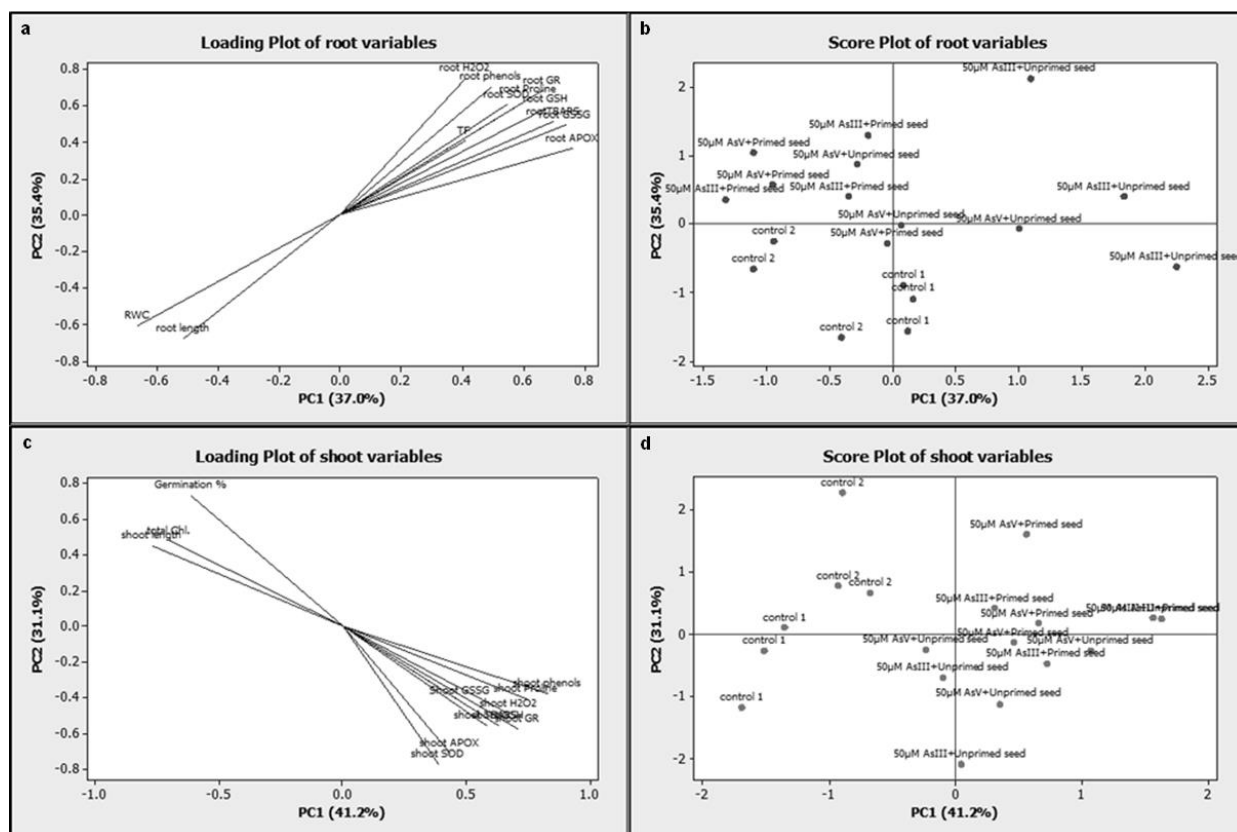 a
Loading Plot of root variables
0.8
0.6
0.4
0.2
0.0
-0.2
-0.4
-0.6
-0.8
PC2 (35.4%)
root H2O2
root phenols
root GR
root Proline
root SOD
root GSH
root TBARS
root GSSG
TF
root APOX
RWC
root length
-0.8 -0.6 -0.4 -0.2 0.0 0.2 0.4 0.6 0.8
PC1 (37.0%)
b
Score Plot of root variables
2
1
0
-1
-2
PC2 (35.4%)
50µM AsIII+Unprimed seed
50µM AsIII+Primed seed
50µM AsV+Primed seed
50µM AsV+Unprimed seed
50µM AsV+Primed seed
50µM AsIII+Primed seed
50µM AsIII+Primed seed
50µM AsIII+Unprimed seed
50µM AsV+Unprimed seed
50µM AsV+Unprimed seed
control 2
50µM AsV+Primed seed
control 2
50µM AsIII+Unprimed seed
control 1
control 1
control 2
control 1
-1.5 -1.0 -0.5 0.0 0.5 1.0 1.5 2.0 2.5
PC1 (37.0%)
c
Loading Plot of shoot variables
0.8
0.6
0.4
0.2
0.0
-0.2
-0.4
-0.6
-0.8
PC2 (31.1%)
Germination %
total Chl.
shoot length
shoot phenols
shoot GSSG
shoot Proline
shoot H2O2
shoot
shoot GR
shoot APOX
shoot SOD
-1.0 -0.5 0.0 0.5 1.0
PC1 (41.2%)
d
Score Plot of shoot variables
2
1
0
-1
-2
PC2 (31.1%)
control 2
50µM AsV+Primed seed
control 2
control 2
50µM AsIII+Primed seed
50µM
control 1
50µM AsV+Primed seed
control 1
50µM AsV+Primed seed
50µM AsV+Unprimed seed
50µM AsV+Unprimed seed
50µM AsIII+Primed seed
50µM AsIII+Unprimed seed
control 1
50µM AsV+Unprimed seed
50µM AsIII+Unprimed seed
-2 -1 0 1 2
PC1 (41.2%)